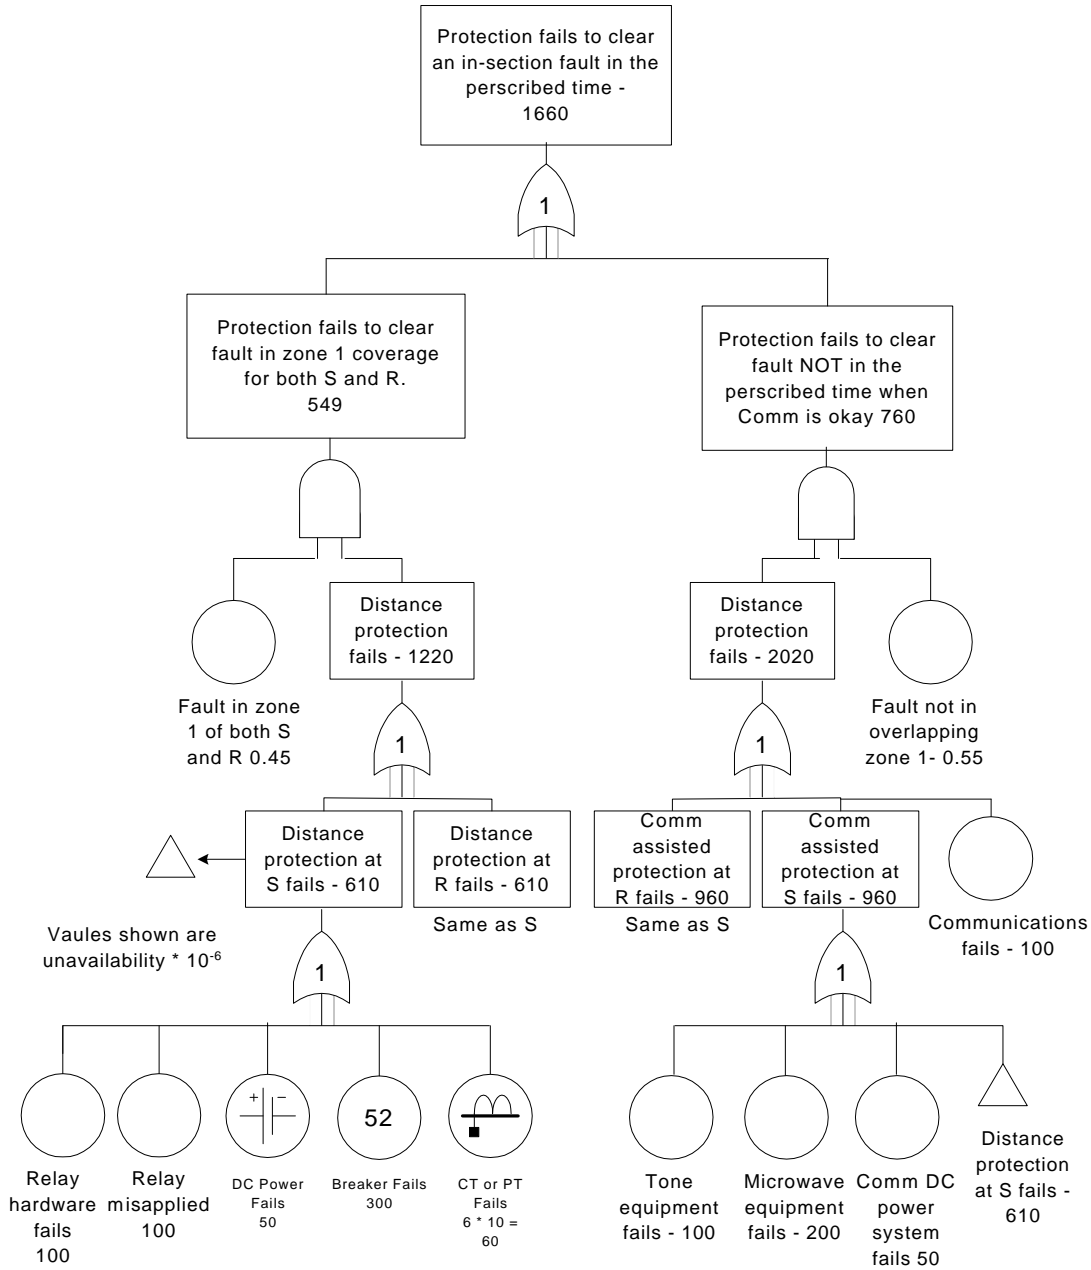 Protection fails to clear
an in-section fault in the
perscribed time -
1660
1
Protection fails to clear
fault in zone 1 coverage
for both S and R.
549
Protection fails to clear
fault NOT in the
perscribed time when
Comm is okay 760
Distance
protection
fails - 1220
Fault in zone
1 of both S
and R 0.45
Distance
protection
fails - 2020
Fault not in
overlapping
zone 1- 0.55
1
1
Distance
protection at
S fails - 610
Distance
protection at
R fails - 610
Same as S
Comm
assisted
protection at
R fails - 960
Same as S
Comm
assisted
protection at
S fails - 960
Communications
fails - 100
Vaules shown are
unavailability * 10-6
1
1
+ −
52
Relay
hardware
fails
100
Relay
misapplied
100
DC Power
Fails
50
Breaker Fails
300
CT or PT
Fails
6 * 10 =
60
Tone
equipment
fails - 100
Microwave
equipment
fails - 200
Comm DC
power
system
fails 50
Distance
protection
at S fails -
610